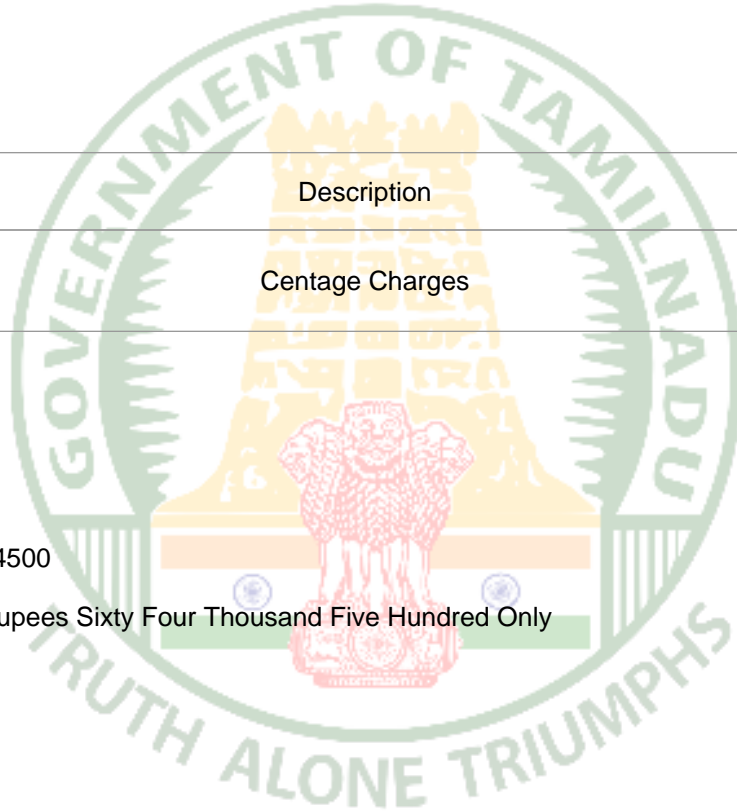 GOVERNMENT OF TAMILNADU
Description
Centage Charges
4500
upees Sixty Four Thousand Five Hundred Only
TRUTH ALONE TRIUMPHS